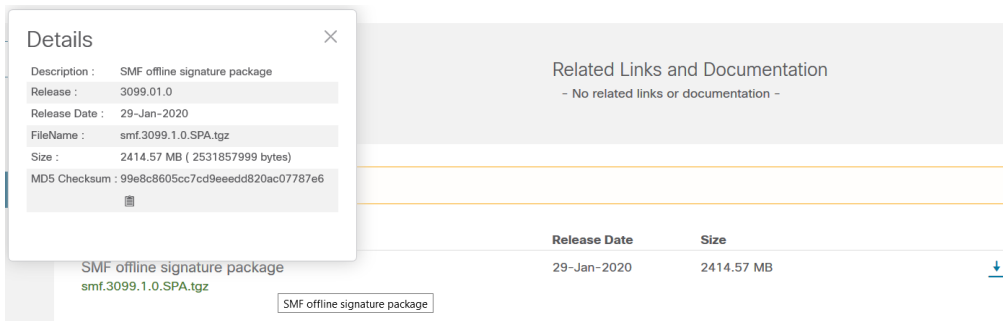 Details
Description : SMF offline signature package
Release : 3099.01.0
Release Date : 29-Jan-2020
FileName : smf.3099.1.0.SPA.tgz
Size : 2414.57 MB ( 2531857999 bytes)
MD5 Checksum : 99e8c8605cc7cd9eeedd820ac07787e6
Related Links and Documentation
- No related links or documentation -
Release Date Size
SMF offline signature package 29-Jan-2020 2414.57 MB
smf.3099.1.0.SPA.tgz
SMF offline signature package